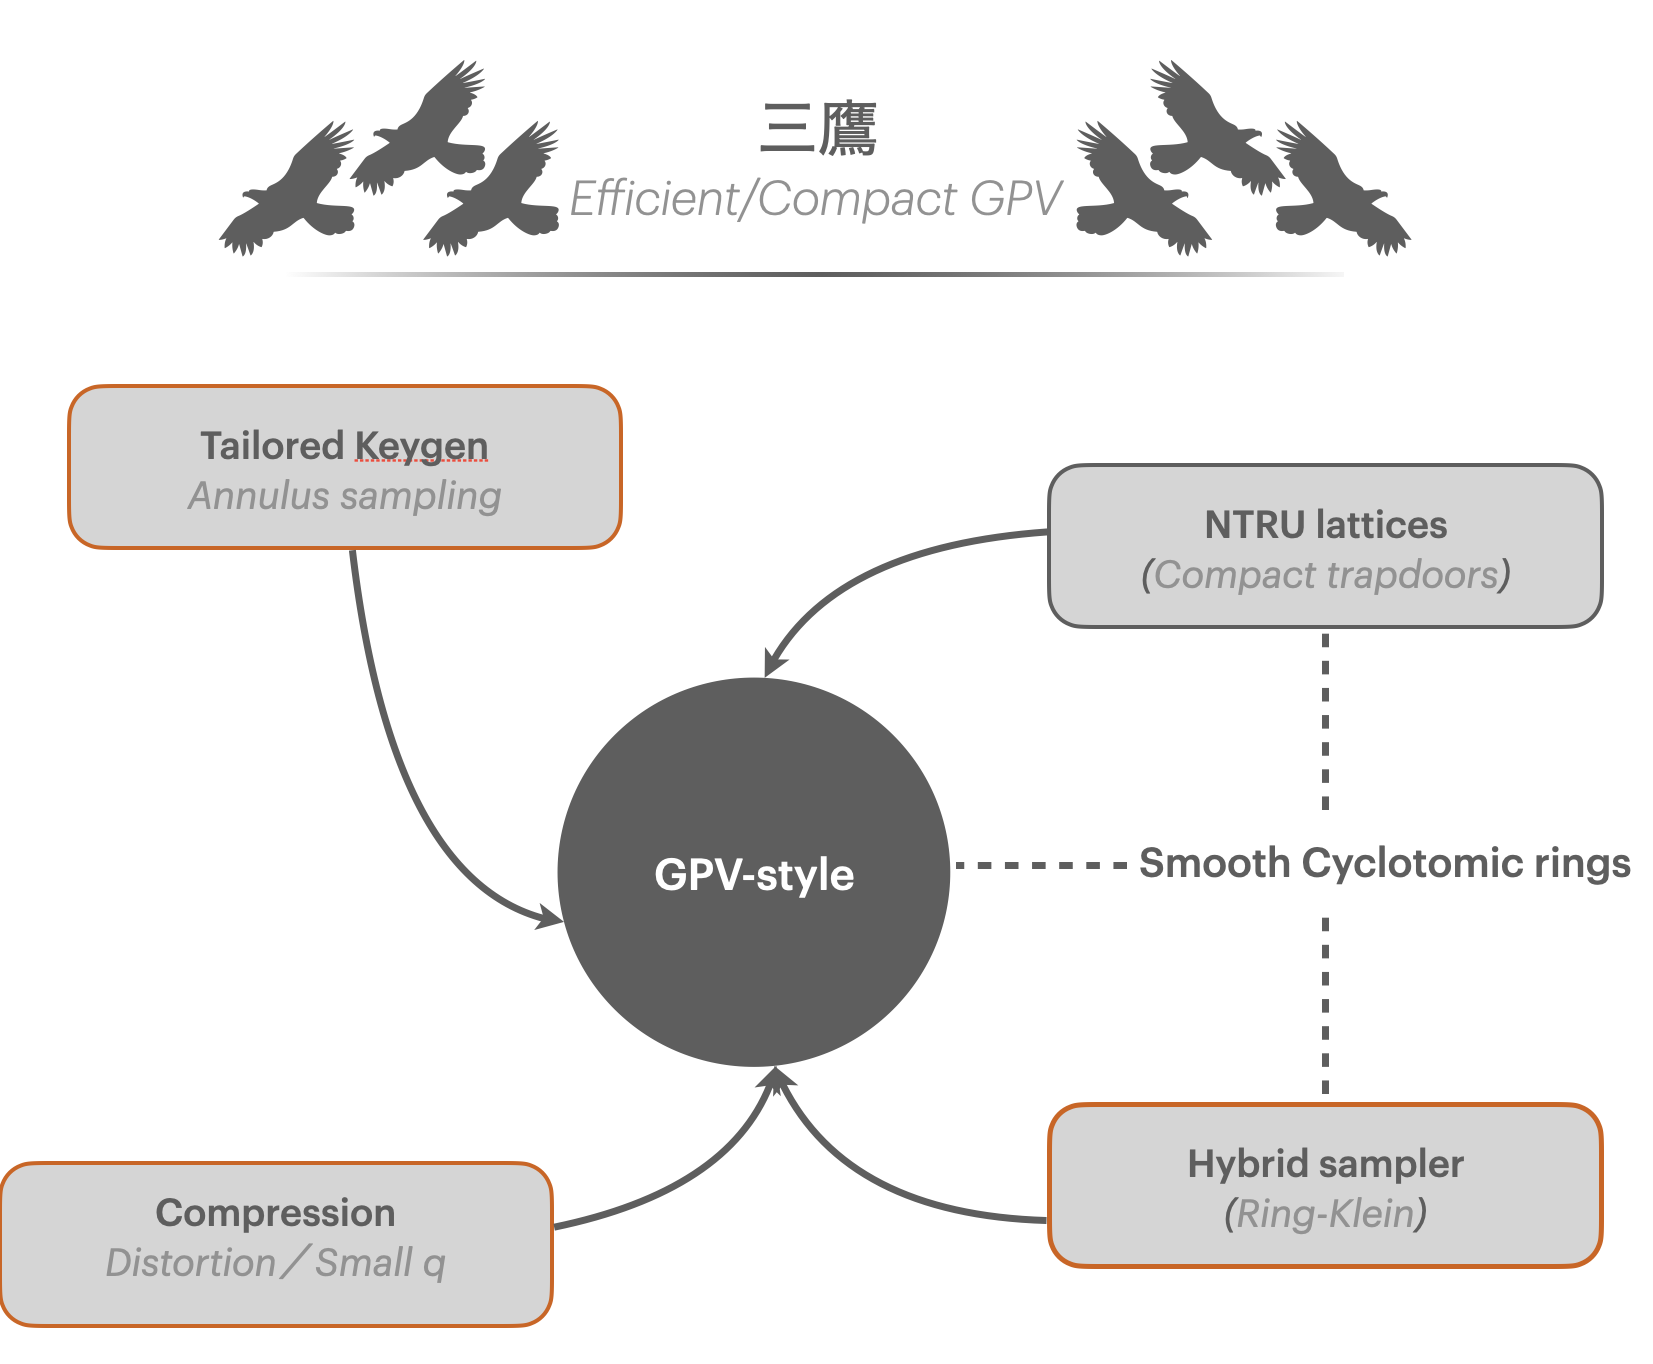 三鷹
Efficient/Compact GPV
Tailored Keygen
Annulus sampling
NTRU lattices
(Compact trapdoors)
GPV-style
Smooth Cyclotomic rings
Compression
Distortion／Small q
Hybrid sampler
(Ring-Klein)